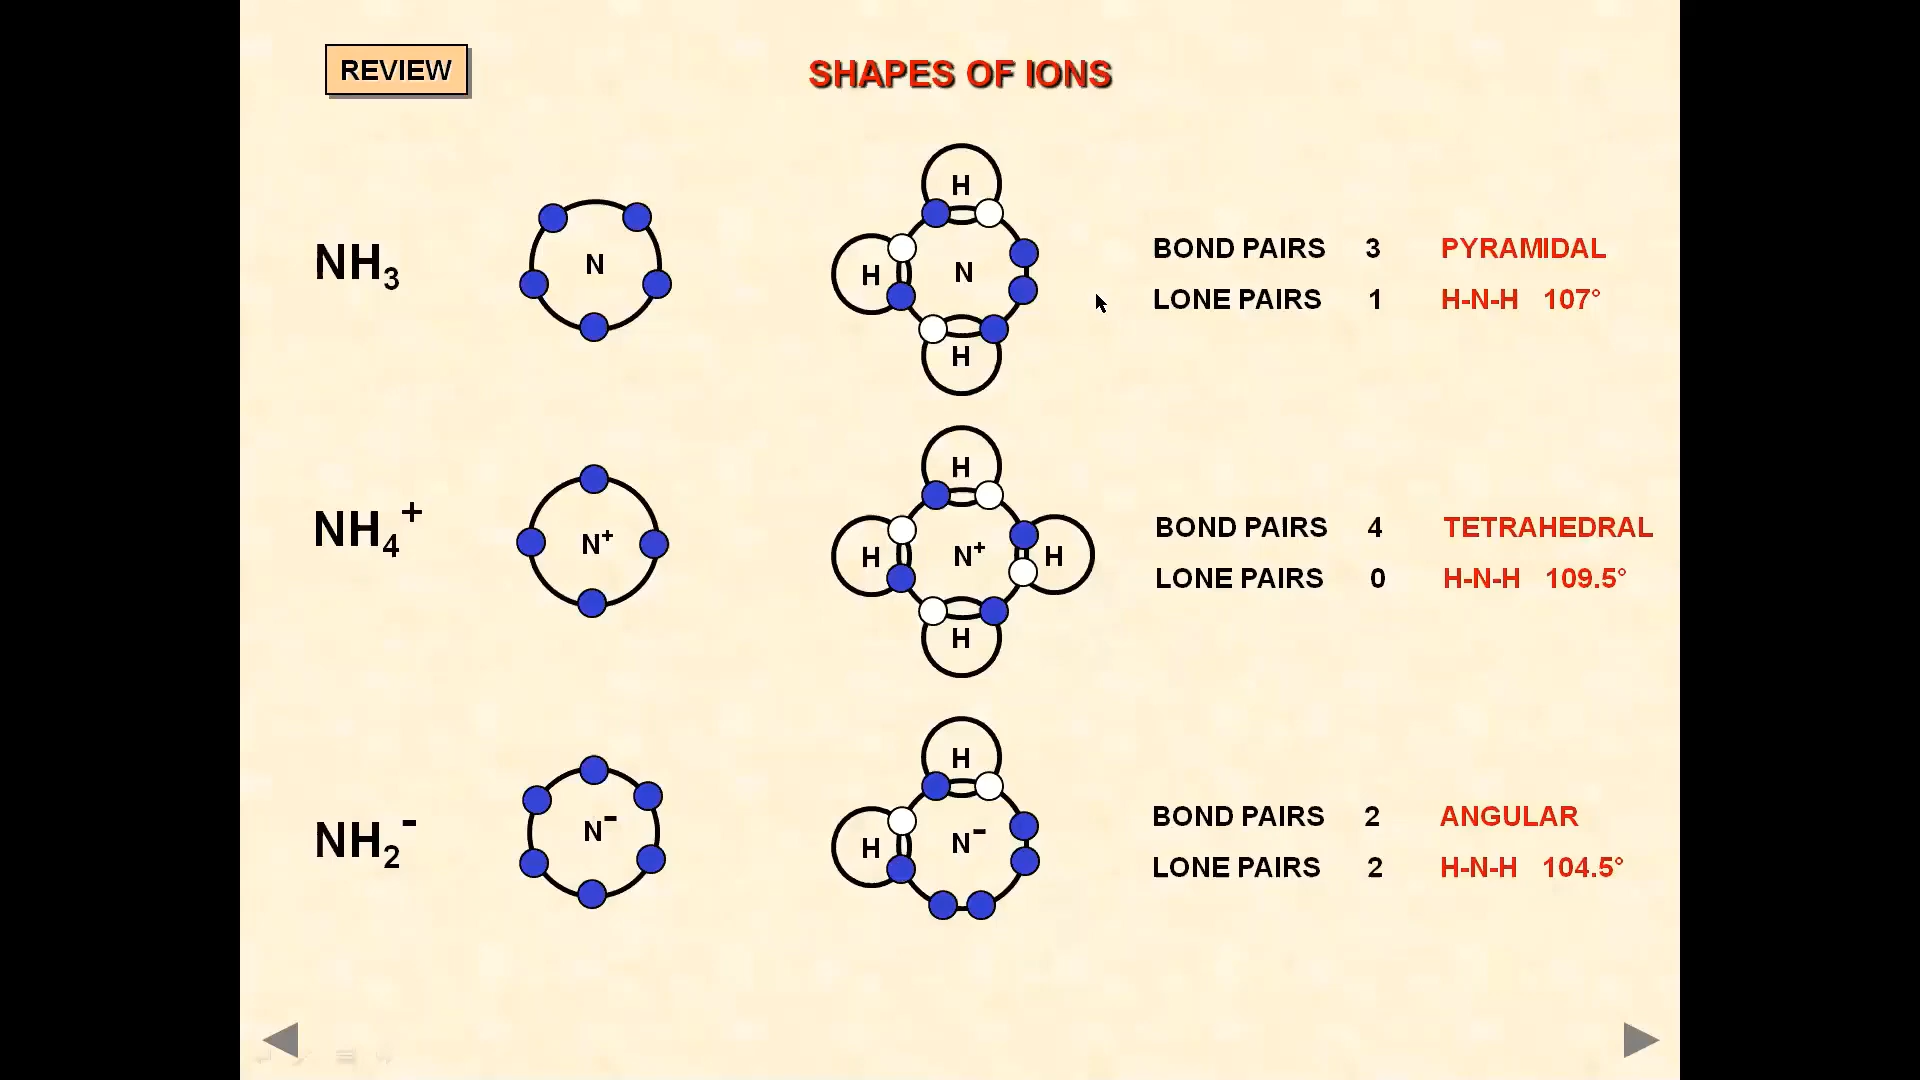 REVIEW
SHAPES OF IONS
NH₃
N
H
H
N
H
BOND PAIRS 3 PYRAMIDAL
LONE PAIRS 1 H-N-H 107°
NH₄⁺
N⁺
H
H
N⁺
H
H
BOND PAIRS 4 TETRAHEDRAL
LONE PAIRS 0 H-N-H 109.5°
NH₂⁻
N⁻
H
H
N⁻
BOND PAIRS 2 ANGULAR
LONE PAIRS 2 H-N-H 104.5°